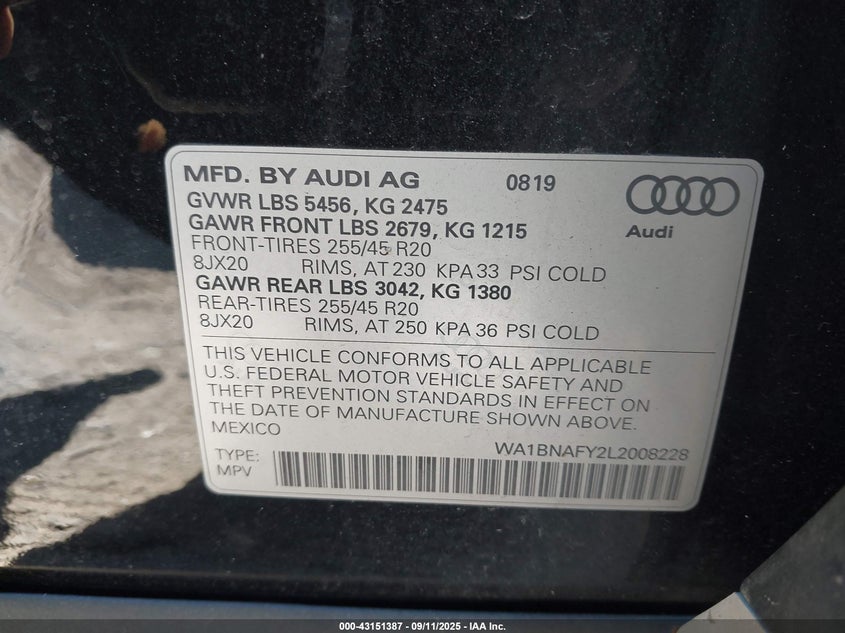 MFD. BY AUDI AG 0819
GVWR LBS 5456, KG 2475
GAWR FRONT LBS 2679, KG 1215
FRONT-TIRES 255/45 R20
8JX20 RIMS, AT 230 KPA 33 PSI COLD
GAWR REAR LBS 3042, KG 1380
REAR-TIRES 255/45 R20
8JX20 RIMS, AT 250 KPA 36 PSI COLD
Audi
THIS VEHICLE CONFORMS TO ALL APPLICABLE
U.S. FEDERAL MOTOR VEHICLE SAFETY AND
THEFT PREVENTION STANDARDS IN EFFECT ON
THE DATE OF MANUFACTURE SHOWN ABOVE.
MEXICO
WA1BNAFY2L2008228
TYPE:
MPV
000-43151387 - 09/11/2025 - IAA Inc.